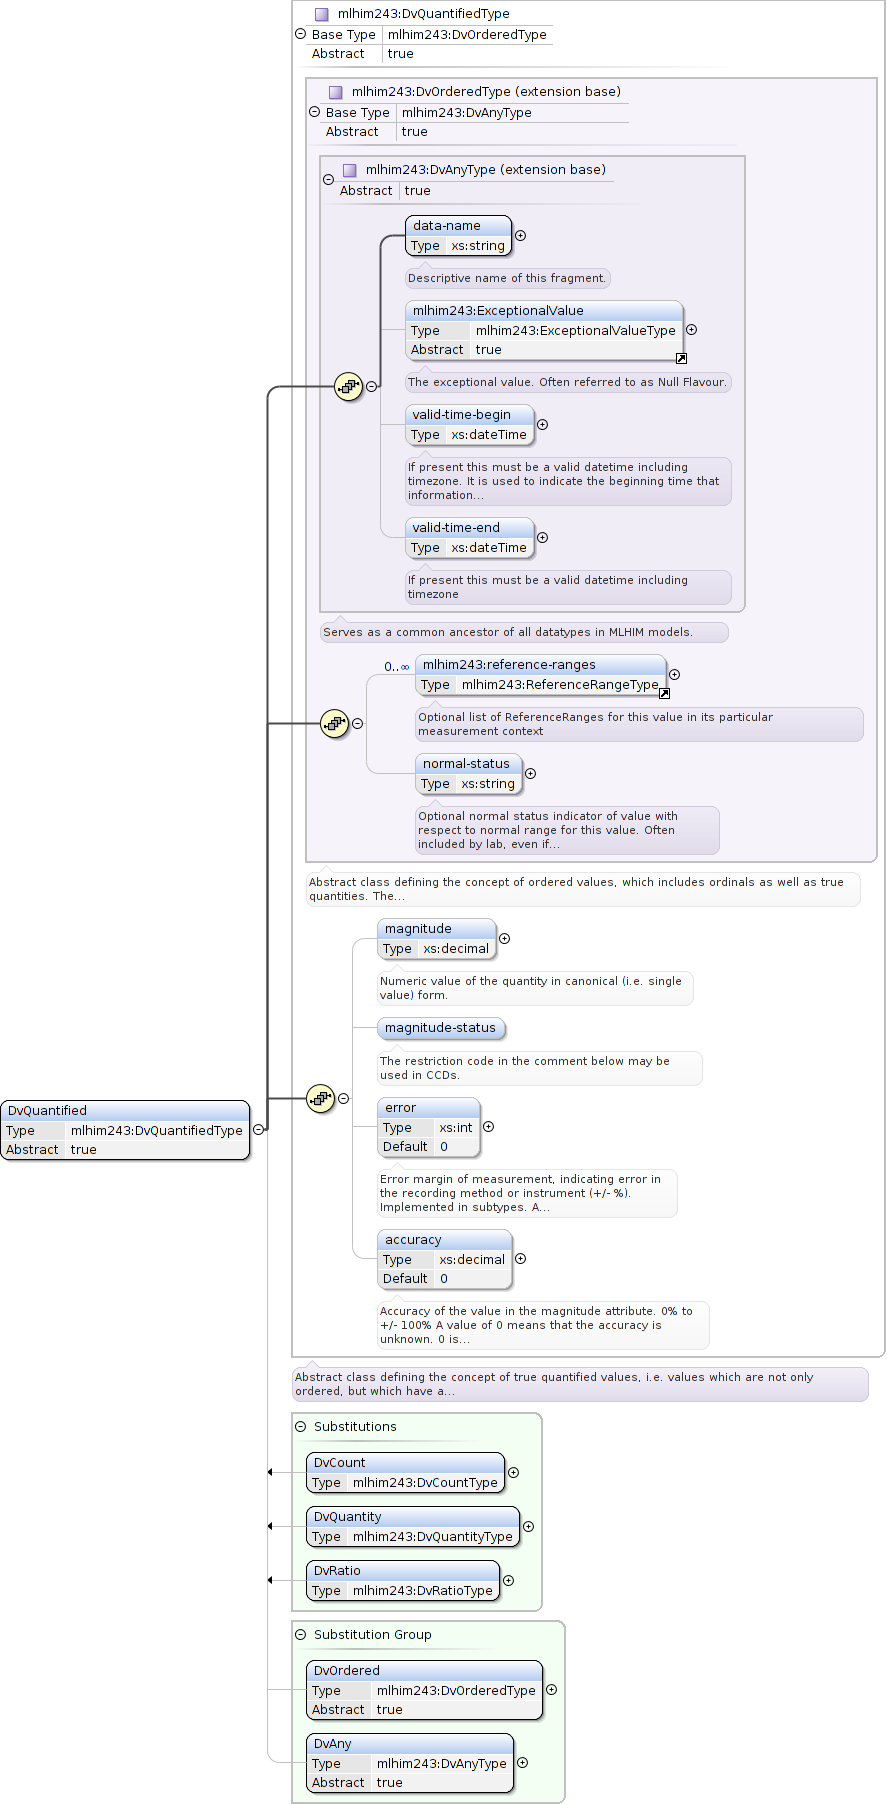 mlhim243:DvQuantifiedType
Base Type mlhim243:DvOrderedType
Abstract true
mlhim243:DvOrderedType (extension base)
Base Type mlhim243:DvAnyType
Abstract true
mlhim243:DvAnyType (extension base)
Abstract true
data-name
Type xs:string
Descriptive name of this fragment.
mlhim243:ExceptionalValue
Type mlhim243:ExceptionalValueType
Abstract true
The exceptional value. Often referred to as Null Flavour.
valid-time-begin
Type xs:dateTime
If present this must be a valid datetime including
timezone. It is used to indicate the beginning time that
information...
valid-time-end
Type xs:dateTime
If present this must be a valid datetime including
timezone
Serves as a common ancestor of all datatypes in MLHIM models.
0..∞
mlhim243:reference-ranges
Type mlhim243:ReferenceRangeType
Optional list of ReferenceRanges for this value in its particular
measurement context
normal-status
Type xs:string
Optional normal status indicator of value with
respect to normal range for this value. Often
included by lab, even if...
Abstract class defining the concept of ordered values, which includes ordinals as well as true
quantities. The...
magnitude
Type xs:decimal
Numeric value of the quantity in canonical (i.e. single
value) form.
magnitude-status
The restriction code in the comment below may be
used in CCDs.
error
Type xs:int
Default 0
Error margin of measurement, indicating error in
the recording method or instrument (+/- %).
Implemented in subtypes. A...
accuracy
Type xs:decimal
Default 0
Accuracy of the value in the magnitude attribute. 0% to
+/- 100% A value of 0 means that the accuracy is
unknown. 0 is...
DvQuantified
Type mlhim243:DvQuantifiedType
Abstract true
Abstract class defining the concept of true quantified values, i.e. values which are not only
ordered, but which have a...
Substitutions
DvCount
Type mlhim243:DvCountType
DvQuantity
Type mlhim243:DvQuantityType
DvRatio
Type mlhim243:DvRatioType
Substitution Group
DvOrdered
Type mlhim243:DvOrderedType
Abstract true
DvAny
Type mlhim243:DvAnyType
Abstract true